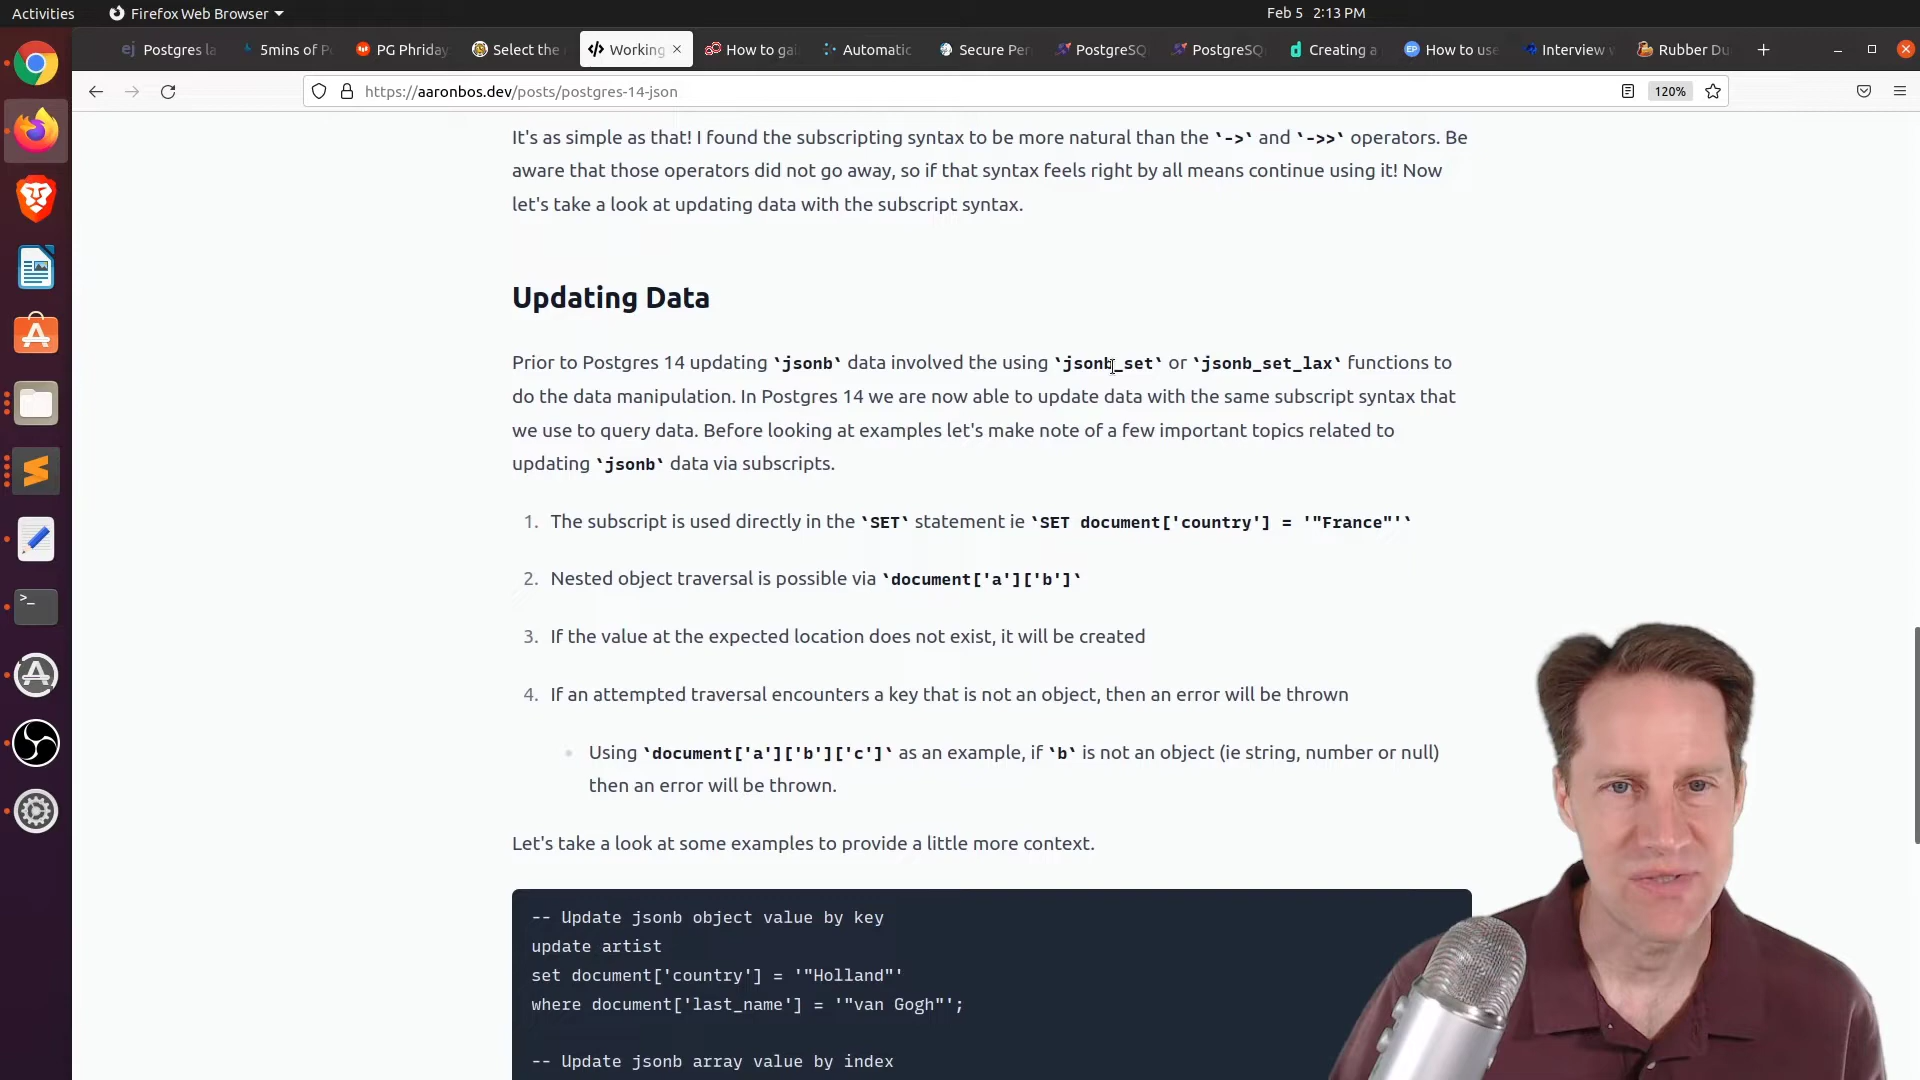 Activities
Firefox Web Browser
Feb 5 2:13 PM
Postgres la
5mins of Po
PG Phriday
Select the
Working
How to gai
Automatic
Secure Per
PostgreSQ
PostgreSQ
Creating a
How to use
Interview
Rubber Du
https://aaronbos.dev/posts/postgres-14-json
120%
It's as simple as that! I found the subscripting syntax to be more natural than the `->` and `->>` operators. Be
aware that those operators did not go away, so if that syntax feels right by all means continue using it! Now
let's take a look at updating data with the subscript syntax.
Updating Data
Prior to Postgres 14 updating `jsonb` data involved the using `jsonb_set` or `jsonb_set_lax` functions to
do the data manipulation. In Postgres 14 we are now able to update data with the same subscript syntax that
we use to query data. Before looking at examples let's make note of a few important topics related to
updating `jsonb` data via subscripts.
1. The subscript is used directly in the `SET` statement ie `SET document['country'] = '"France"'`
2. Nested object traversal is possible via `document['a']['b']`
3. If the value at the expected location does not exist, it will be created
4. If an attempted traversal encounters a key that is not an object, then an error will be thrown
Using `document['a']['b']['c']` as an example, if `b` is not an object (ie string, number or null)
then an error will be thrown.
Let's take a look at some examples to provide a little more context.
-- Update jsonb object value by key
update artist
set document['country'] = '"Holland"'
where document['last_name'] = '"van Gogh"';
-- Update jsonb array value by index